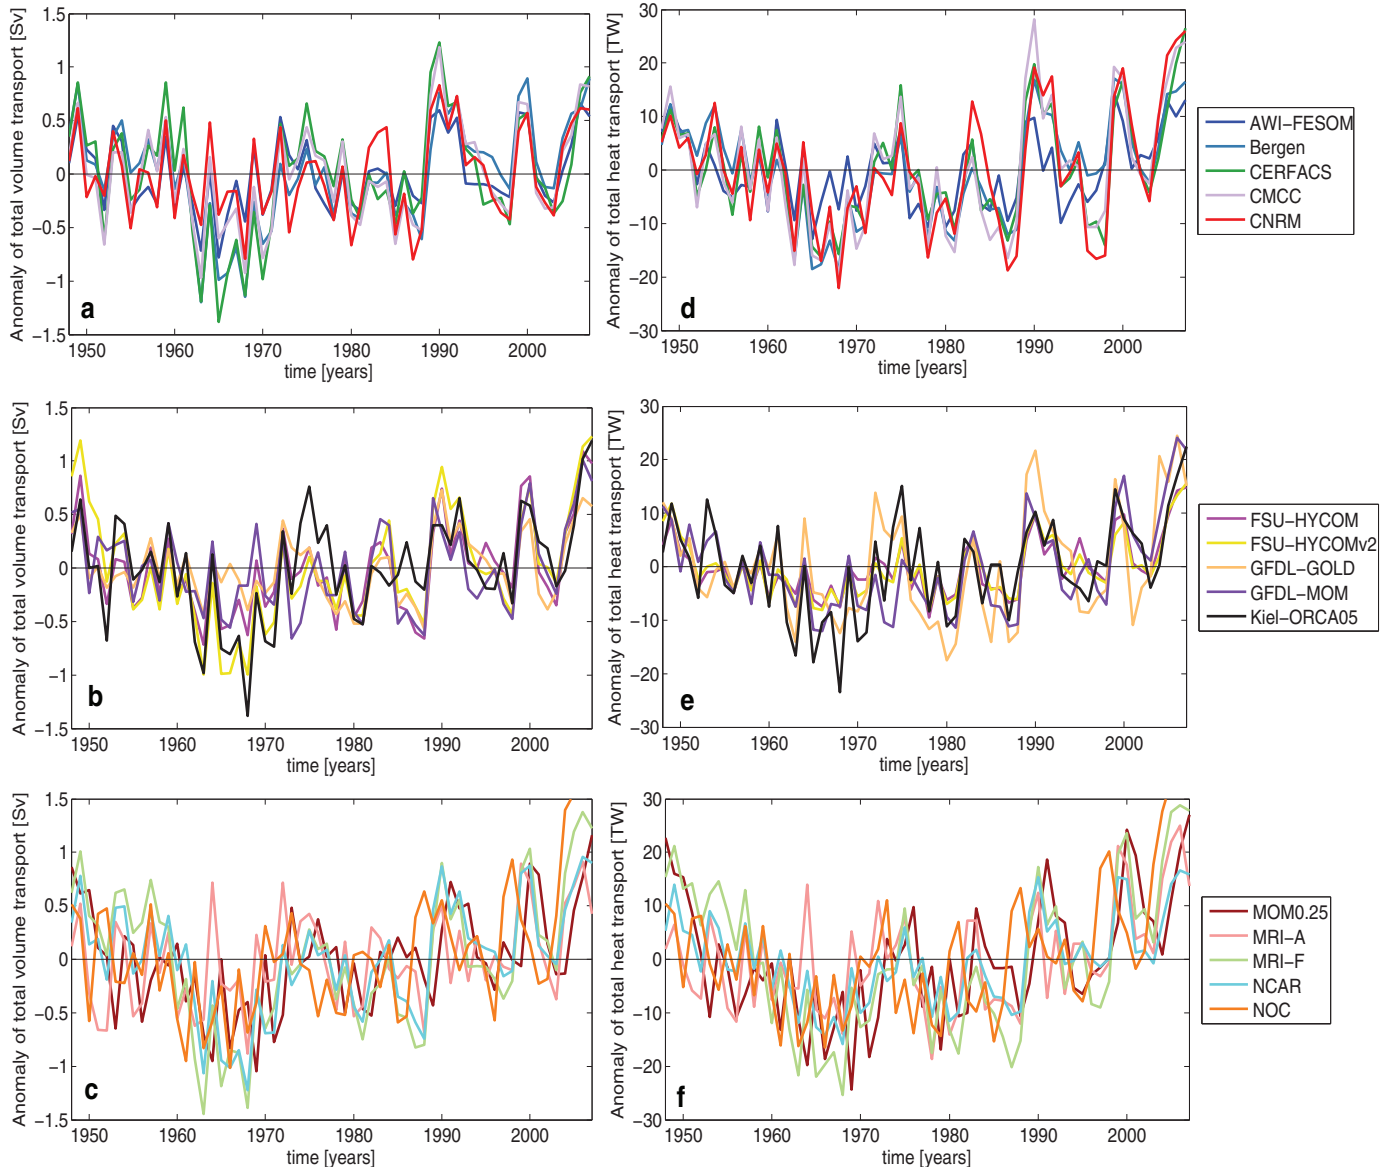 Anomaly of total volume transport [Sv]
1.5
1
0.5
0
−0.5
−1
−1.5
a
1950 1960 1970 1980 1990 2000
time [years]
Anomaly of total heat transport [TW]
30
20
10
0
−10
−20
−30
d
1950 1960 1970 1980 1990 2000
time [years]
AWI−FESOM
Bergen
CERFACS
CMCC
CNRM
Anomaly of total volume transport [Sv]
1.5
1
0.5
0
−0.5
−1
−1.5
b
1950 1960 1970 1980 1990 2000
time [years]
Anomaly of total heat transport [TW]
30
20
10
0
−10
−20
−30
e
1950 1960 1970 1980 1990 2000
time [years]
FSU−HYCOM
FSU−HYCOMv2
GFDL−GOLD
GFDL−MOM
Kiel−ORCA05
Anomaly of total volume transport [Sv]
1.5
1
0.5
0
−0.5
−1
−1.5
c
1950 1960 1970 1980 1990 2000
time [years]
Anomaly of total heat transport [TW]
30
20
10
0
−10
−20
−30
f
1950 1960 1970 1980 1990 2000
time [years]
MOM0.25
MRI−A
MRI−F
NCAR
NOC